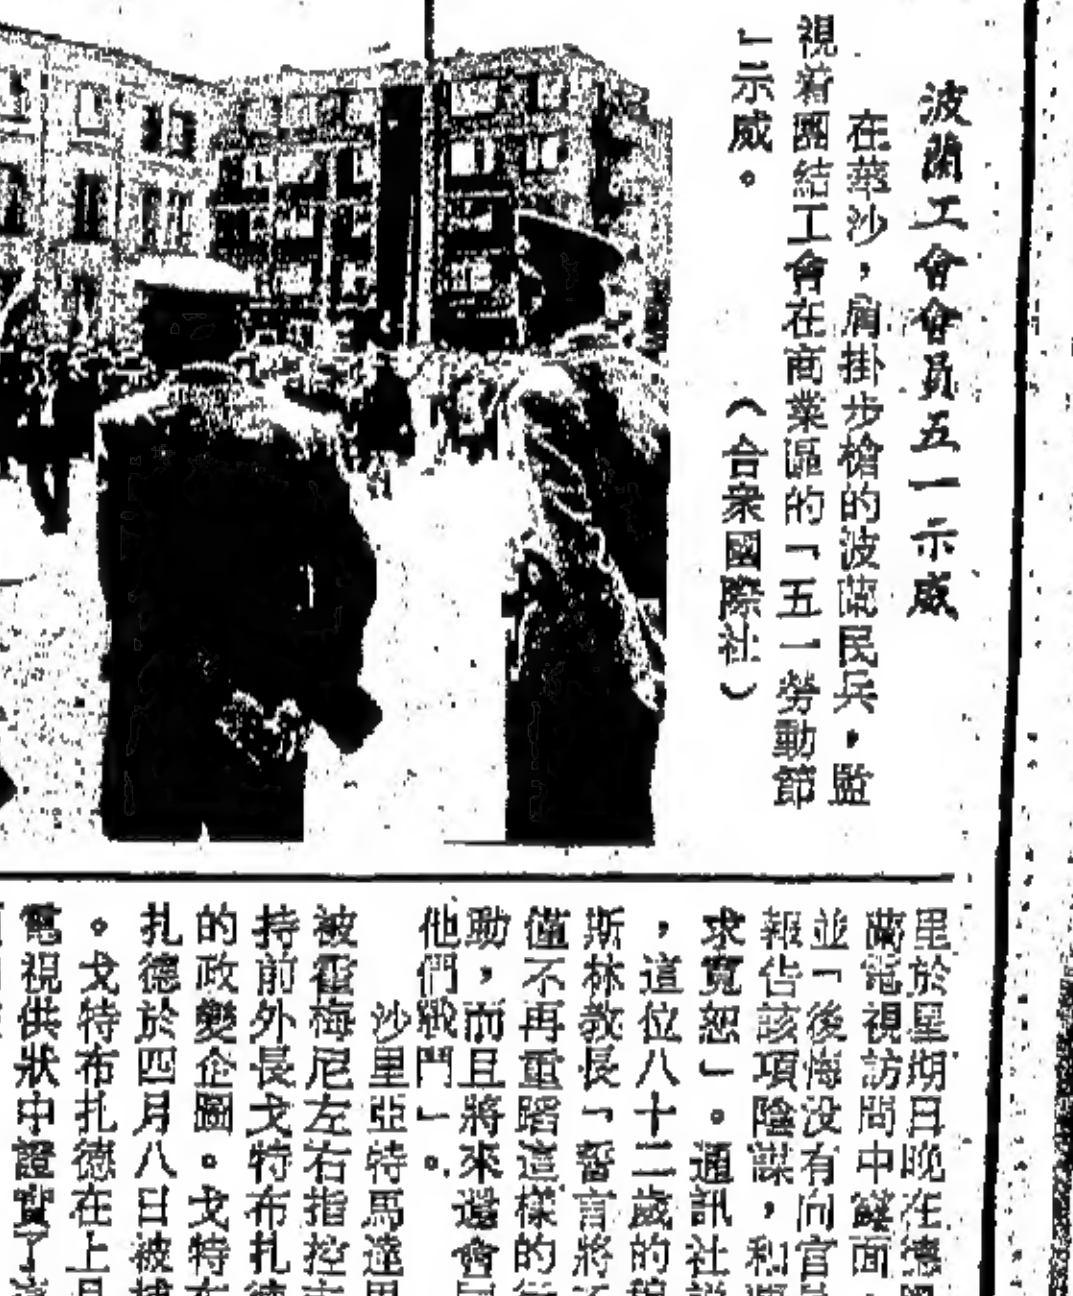 波蘭工會會員五一示威
在華沙，肩掛步槍的波蘭民兵，監
視着團結工會在商業區的「五一勞動節
」示威。　（合衆國際社）
里於星期日晚在德
蘭電視訪問中露面
並「後悔沒有向官
報告該項陰謀，和
求寬恕」。通訊社
，這位八十二歲的
斯林教長「誓言將
僅不再重蹈這樣的
動，而且將來還會
他們戰鬥」。
沙里亞特馬達里
被霍梅尼左右指控
持前外長戈特布扎德
的政變企圖。戈特布
扎德於四月八日被捕
。戈特布扎德在上月
電視供狀中證實了